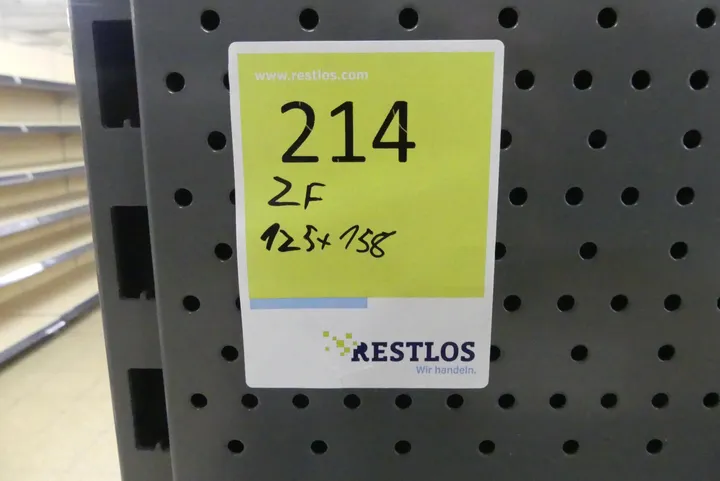 www.restlos.com
214
2F
125x158
RESTLOS
Wir handeln.